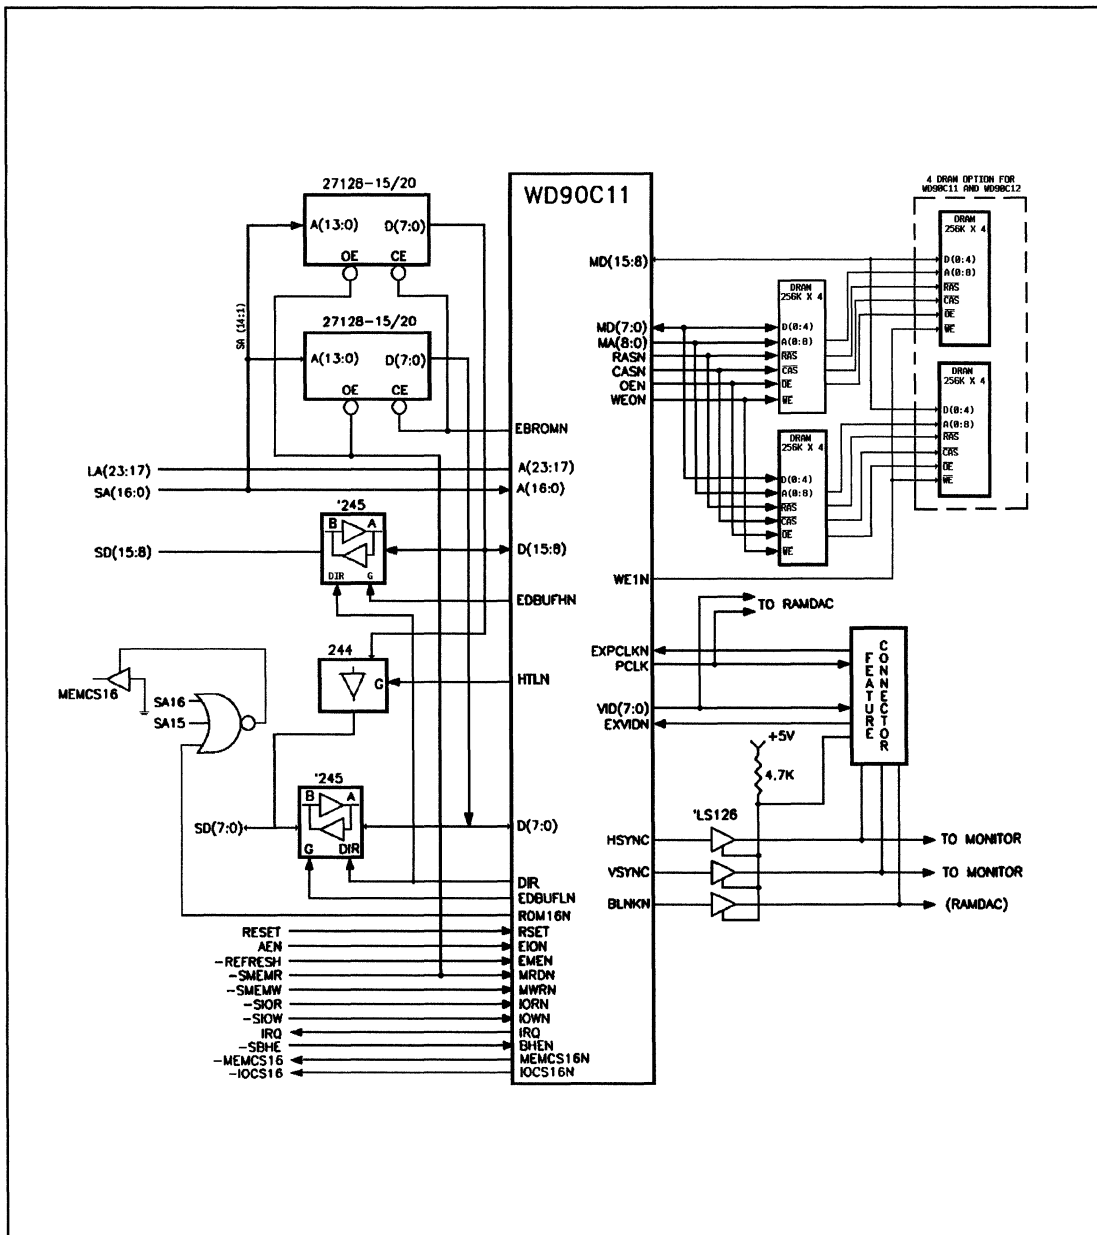 27128-15/20
A(13:0) D(7:0)
OE CE
SA (14:1)
27128-15/20
A(13:0) D(7:0)
OE CE
LA(23:17)
SA(16:0)
'245
B A
DIR G
SD(15:8)
244
G
MEMCS16
SA16
SA15
'245
B A
G DIR
SD(7:0)
RESET
AEN
-REFRESH
-SMEMR
-SMEMW
-SIOR
-SIOW
IRQ
-SBHE
-MEMCS16
-IOCS16
WD90C11
EBROMN
A(23:17)
A(16:0)
D(15:8)
EDBUFHN
HTLN
D(7:0)
DIR
EDBUFLN
ROM16N
RSET
EION
EMEN
MRDN
MWRN
IORN
IOWN
IRQ
BHEN
MEMCS16N
IOCS16N
MD(15:8)
MD(7:0)
MA(8:0)
RASN
CASN
OEN
WEON
WE1N
EXPCLKN
PCLK
VID(7:0)
EXVIDN
HSYNC
VSYNC
BLNKN
DRAM
256K X 4
D(0:4)
A(0:8)
RAS
CAS
OE
WE
DRAM
256K X 4
D(0:4)
A(0:8)
RAS
CAS
OE
WE
4 DRAM OPTION FOR
WD90C11 AND WD90C12
DRAM
256K X 4
D(0:4)
A(0:8)
RAS
CAS
OE
WE
DRAM
256K X 4
D(0:4)
A(0:8)
RAS
CAS
OE
WE
TO RAMDAC
FEATURE
CONNECTOR
+5V
4.7K
'LS126
TO MONITOR
TO MONITOR
(RAMDAC)